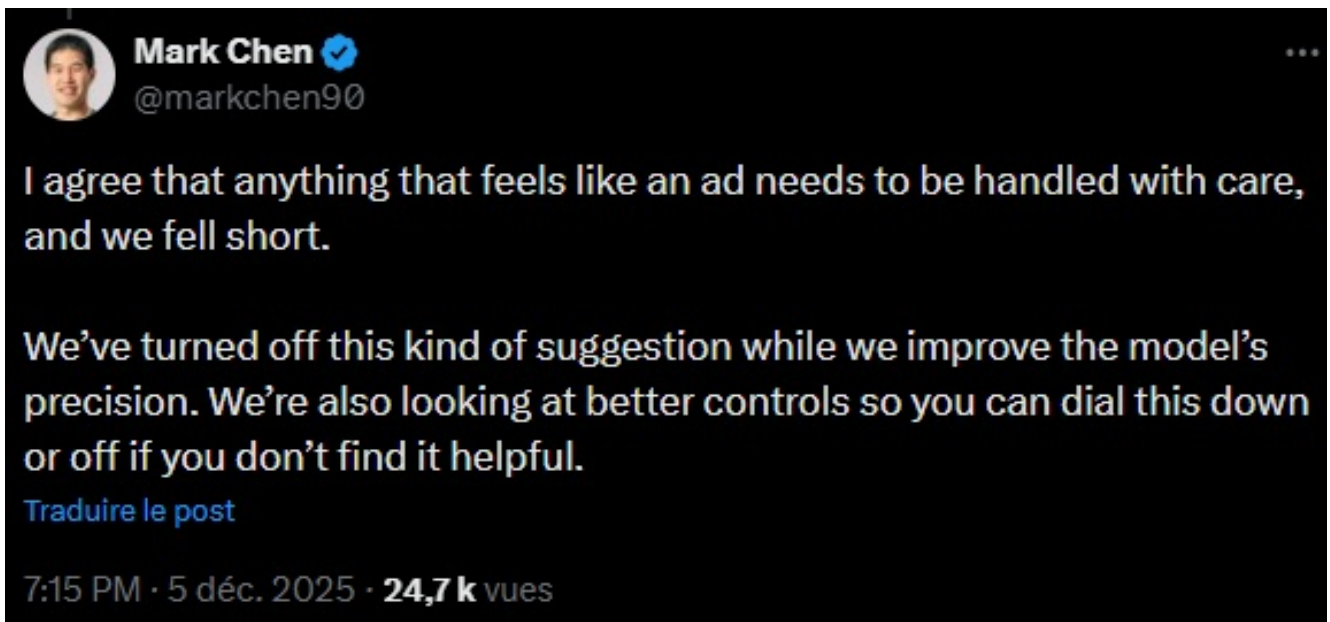 Mark Chen
@markchen90
I agree that anything that feels like an ad needs to be handled with care,
and we fell short.
We’ve turned off this kind of suggestion while we improve the model’s
precision. We’re also looking at better controls so you can dial this down
or off if you don’t find it helpful.
Traduire le post
7:15 PM · 5 déc. 2025 · 24,7 k vues